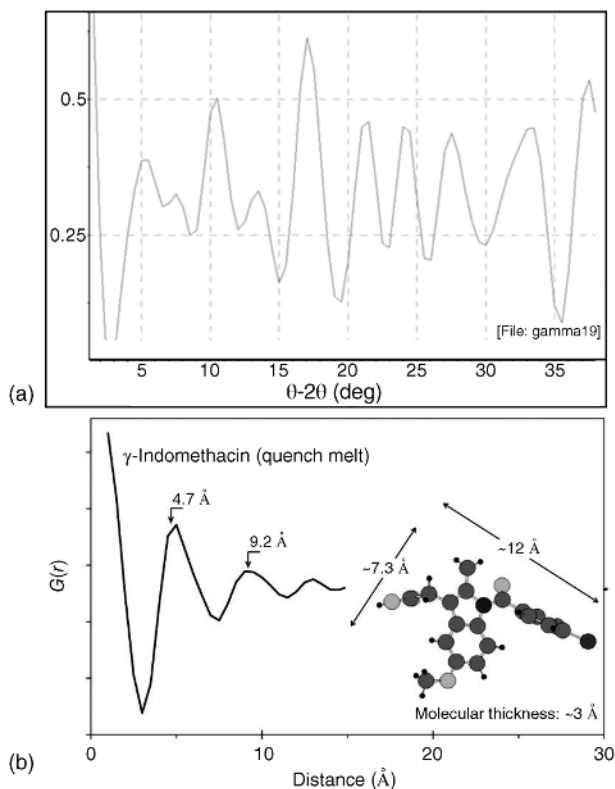 0.5
0.25
[File: gamma19]
5 10 15 20 25 30 35
(a)
θ-2θ (deg)
γ-Indomethacin (quench melt)
4.7 Å
9.2 Å
~12 Å
~7.3 Å
G(r)
Molecular thickness: ~3 Å
0 10 20 30
(b)
Distance (Å)